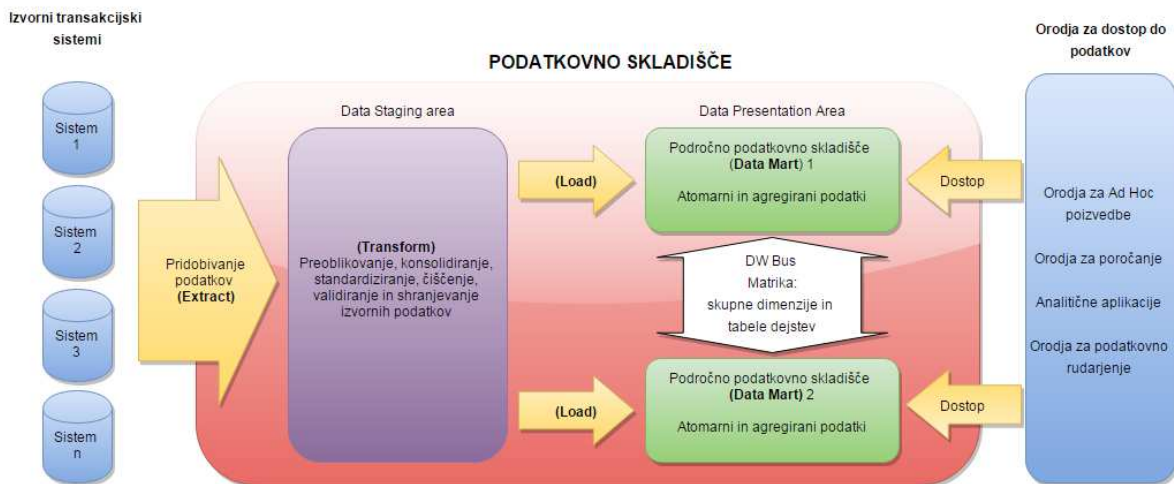 Izvorni transakcijski
sistemi
Sistem
1
Sistem
2
Sistem
3
Sistem
n
Pridobivanje
podatkov
(Extract)
PODATKOVNO SKLADIŠČE
Data Staging area
(Transform)
Preoblikovanje, konsolidiranje,
standardiziranje, čiščenje,
validiranje in shranjevanje
izvornih podatkov
(Load)
(Load)
Data Presentation Area
Področno podatkovno skladišče
(Data Mart) 1
Atomarni in agregirani podatki
DW Bus
Matrika:
skupne dimenzije in
tabele dejstev
Področno podatkovno skladišče
(Data Mart) 2
Atomarni in agregirani podatki
Dostop
Dostop
Orodja za dostop do
podatkov
Orodja za Ad Hoc
poizvedbe
Orodja za poročanje
Analitične aplikacije
Orodja za podatkovno
rudarjenje